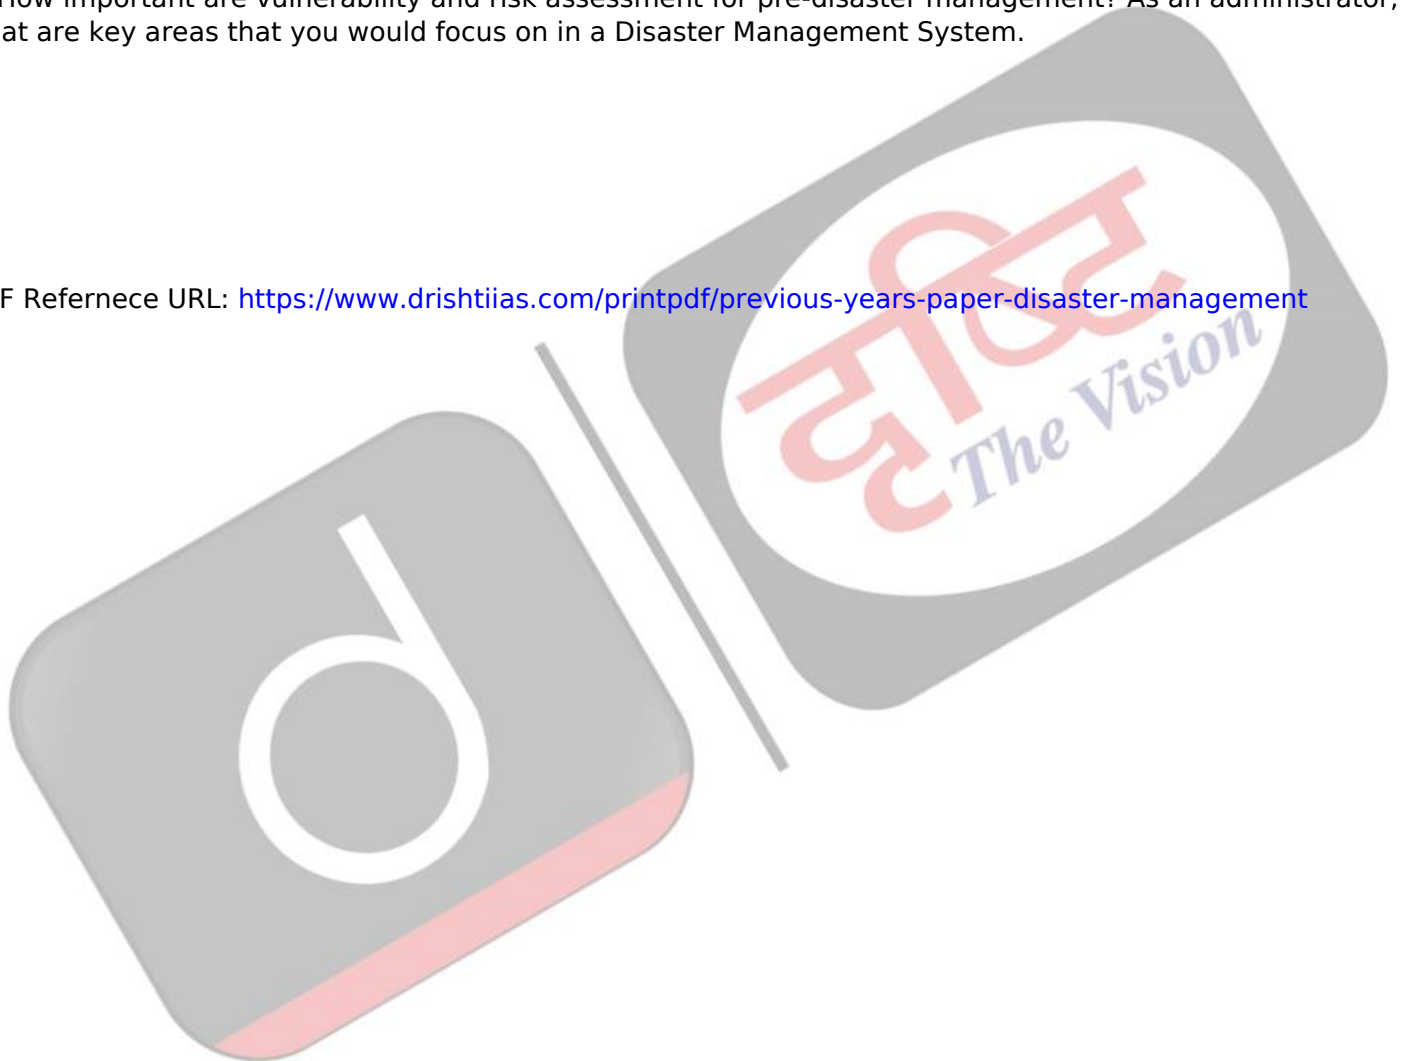 How important are vulnerability and risk assessment for pre-disaster management? As an administrator,
at are key areas that you would focus on in a Disaster Management System.
F Refernece URL: https://www.drishtiias.com/printpdf/previous-years-paper-disaster-management
दृष्टि
The Vision
d